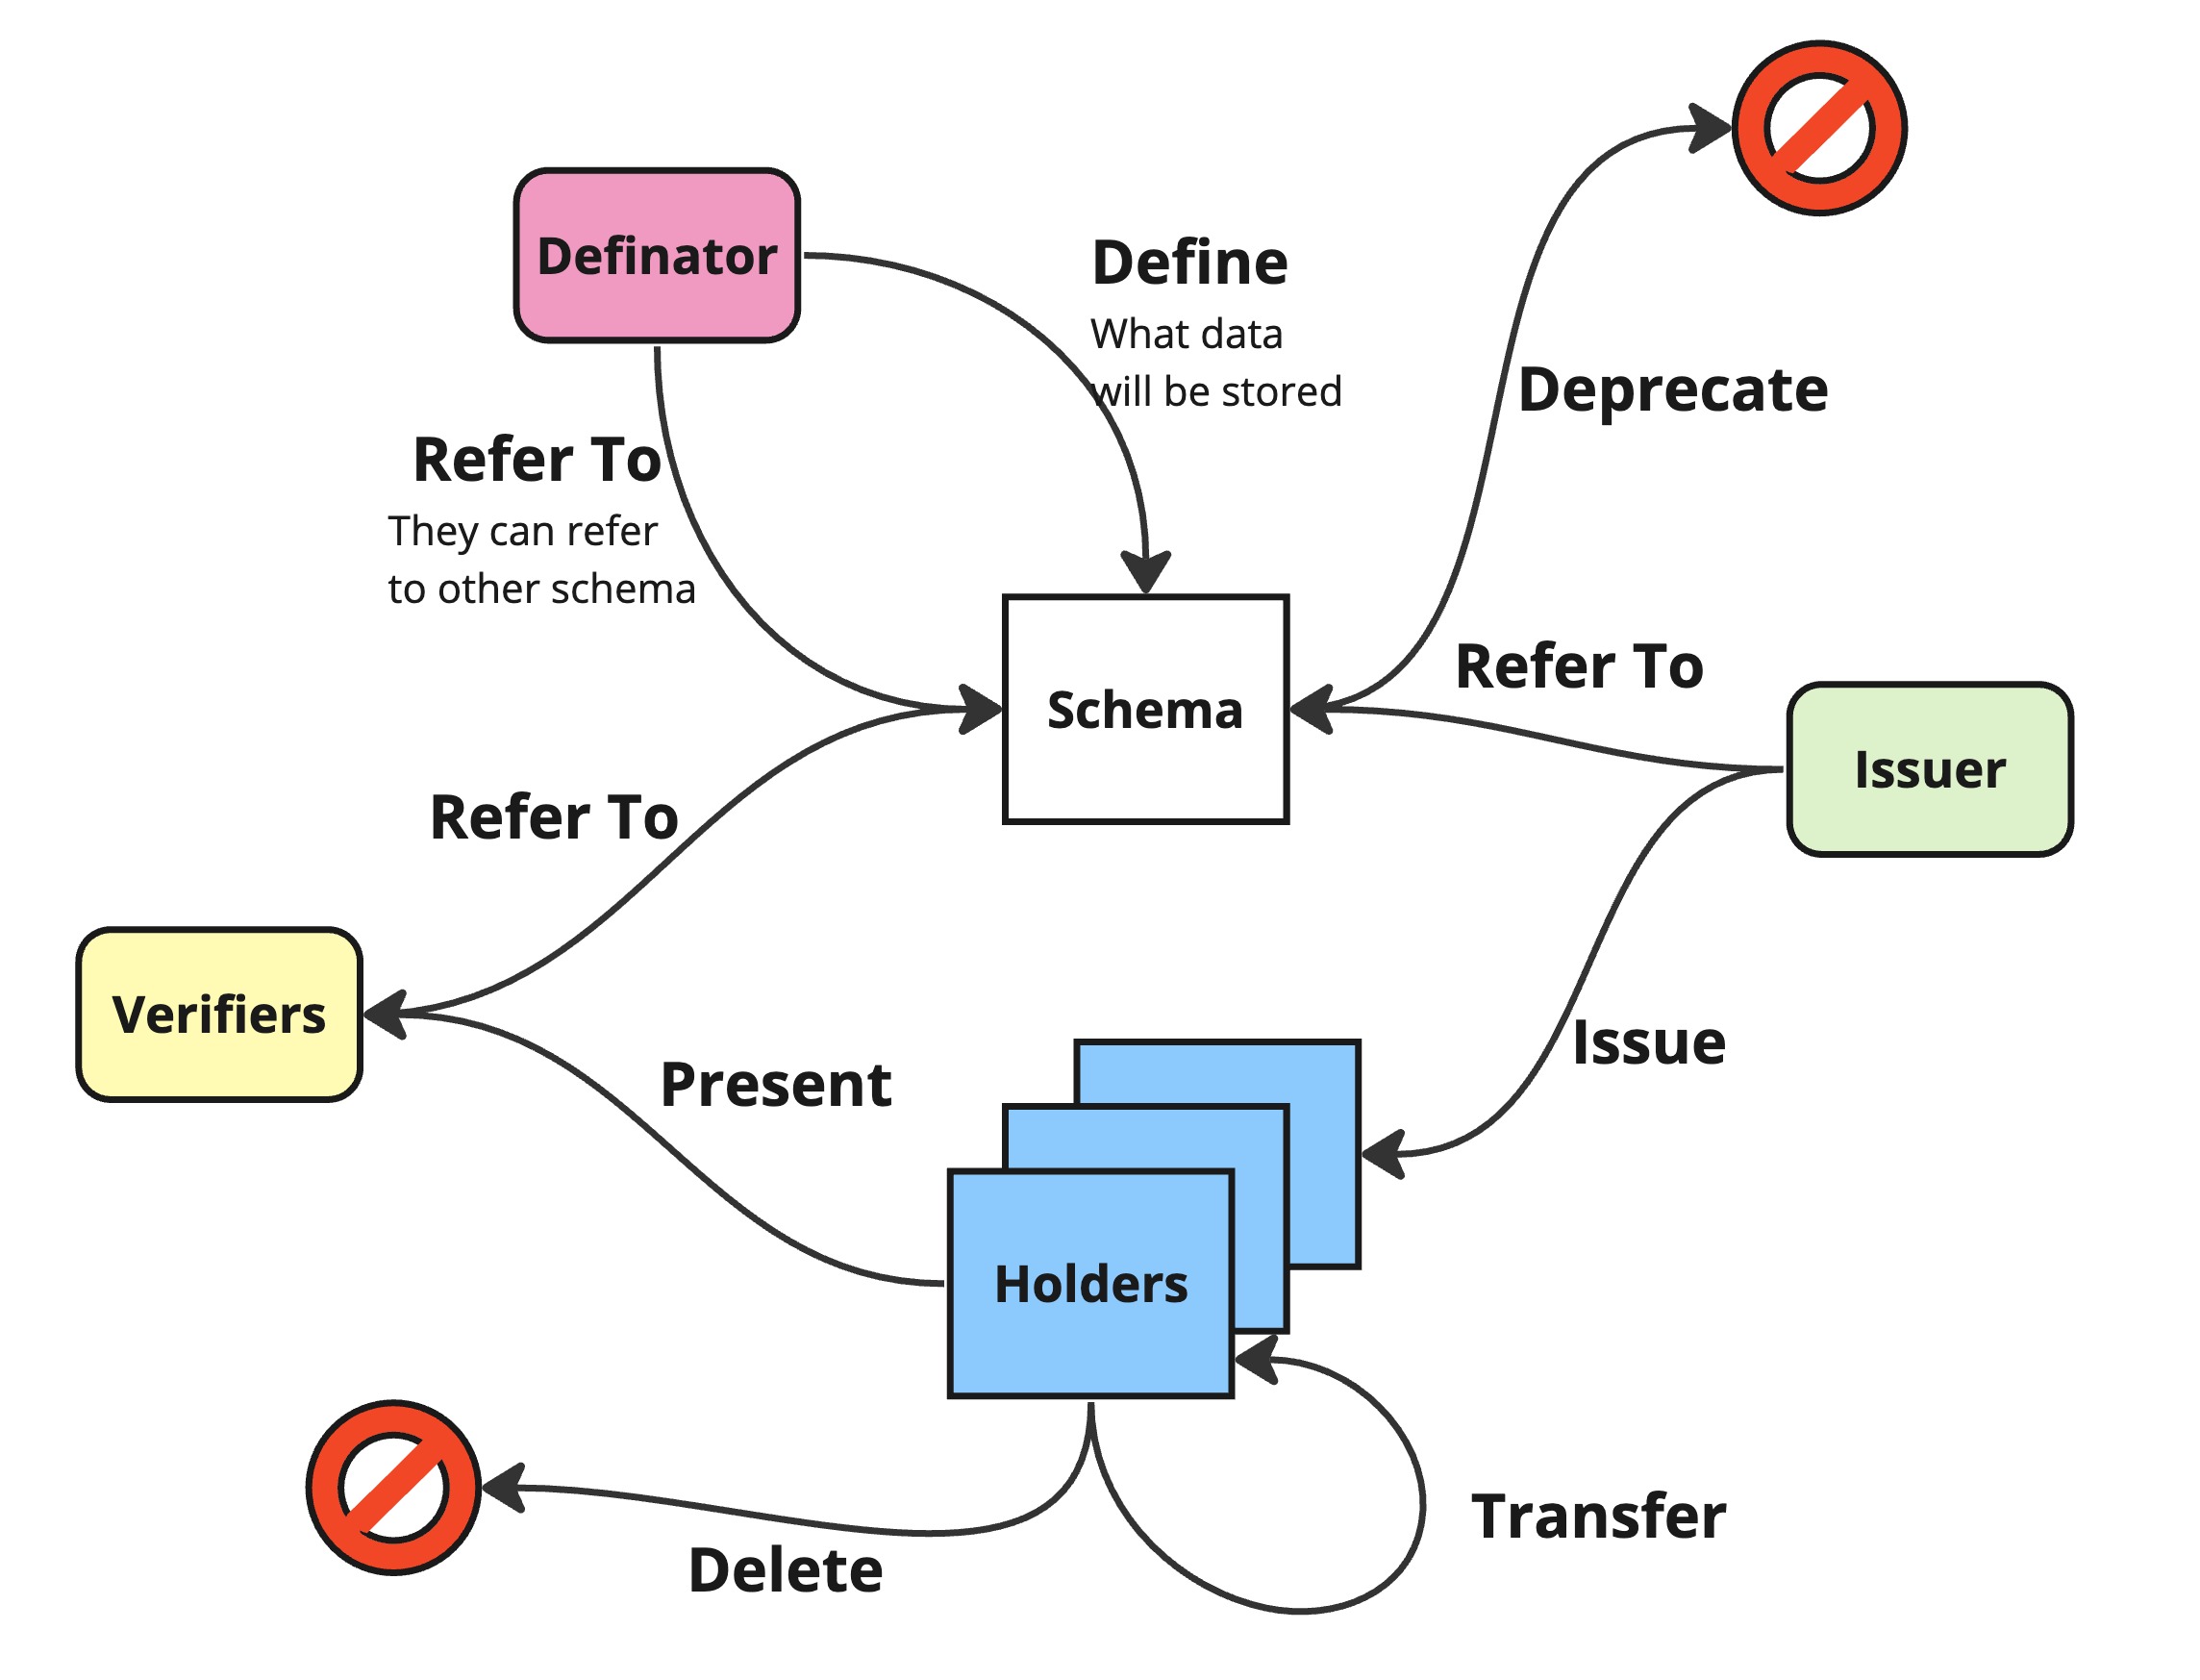 Definator
Define
What data
will be stored
Deprecate
Refer To
They can refer
to other schema
Schema
Refer To
Issuer
Refer To
Verifiers
Present
Issue
Holders
Transfer
Delete